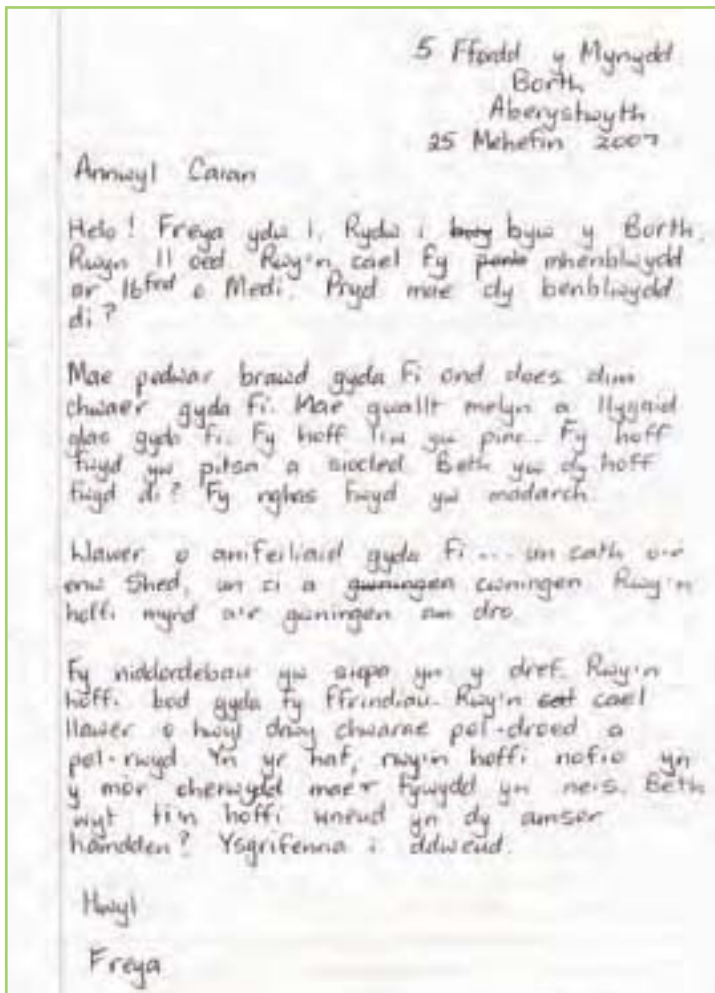 5 Ffordd y Mynydd
Borth
Aberystwyth
25 Mehefin 2007
Annwyl Caian
Helo! Freya ydw i. Rydw i byw y Borth.
Rwyn 11 oed. Rwy'n cael fy mhenblwydd
ar 16fed o Medi. Pryd mae dy benblwydd
di?
Mae pedwar brawd gyda fi ond does dim
chwaer gyda fi. Mae gwallt melyn a llygaid
glas gyda fi. Fy hoff liw yw pinc. Fy hoff
fwyd yw pitsa a siocled. Beth yw dy hoff
fwyd di? Fy nghas fwyd yw madarch.
Llawer o anifeiliaid gyda fi... un cath o'r
enw Shed, un ci a gwningen cwningen. Rwy'n
hoffi mynd a'r gwningen am dro.
Fy niddordebau yw siopa yn y dref. Rwy'n
hoffi bod gyda fy ffrindiau. Rwy'n cael
llawer o hwyl drwy chwarae pel-droed a
pel-rwyd. Yn yr haf, rwy'n hoffi nofio yn
y môr oherwydd mae'r tywydd yn neis. Beth
wyt ti'n hoffi wneud yn dy amser
hamdden? Ysgrifenna i ddweud.
Hwyl
Freya